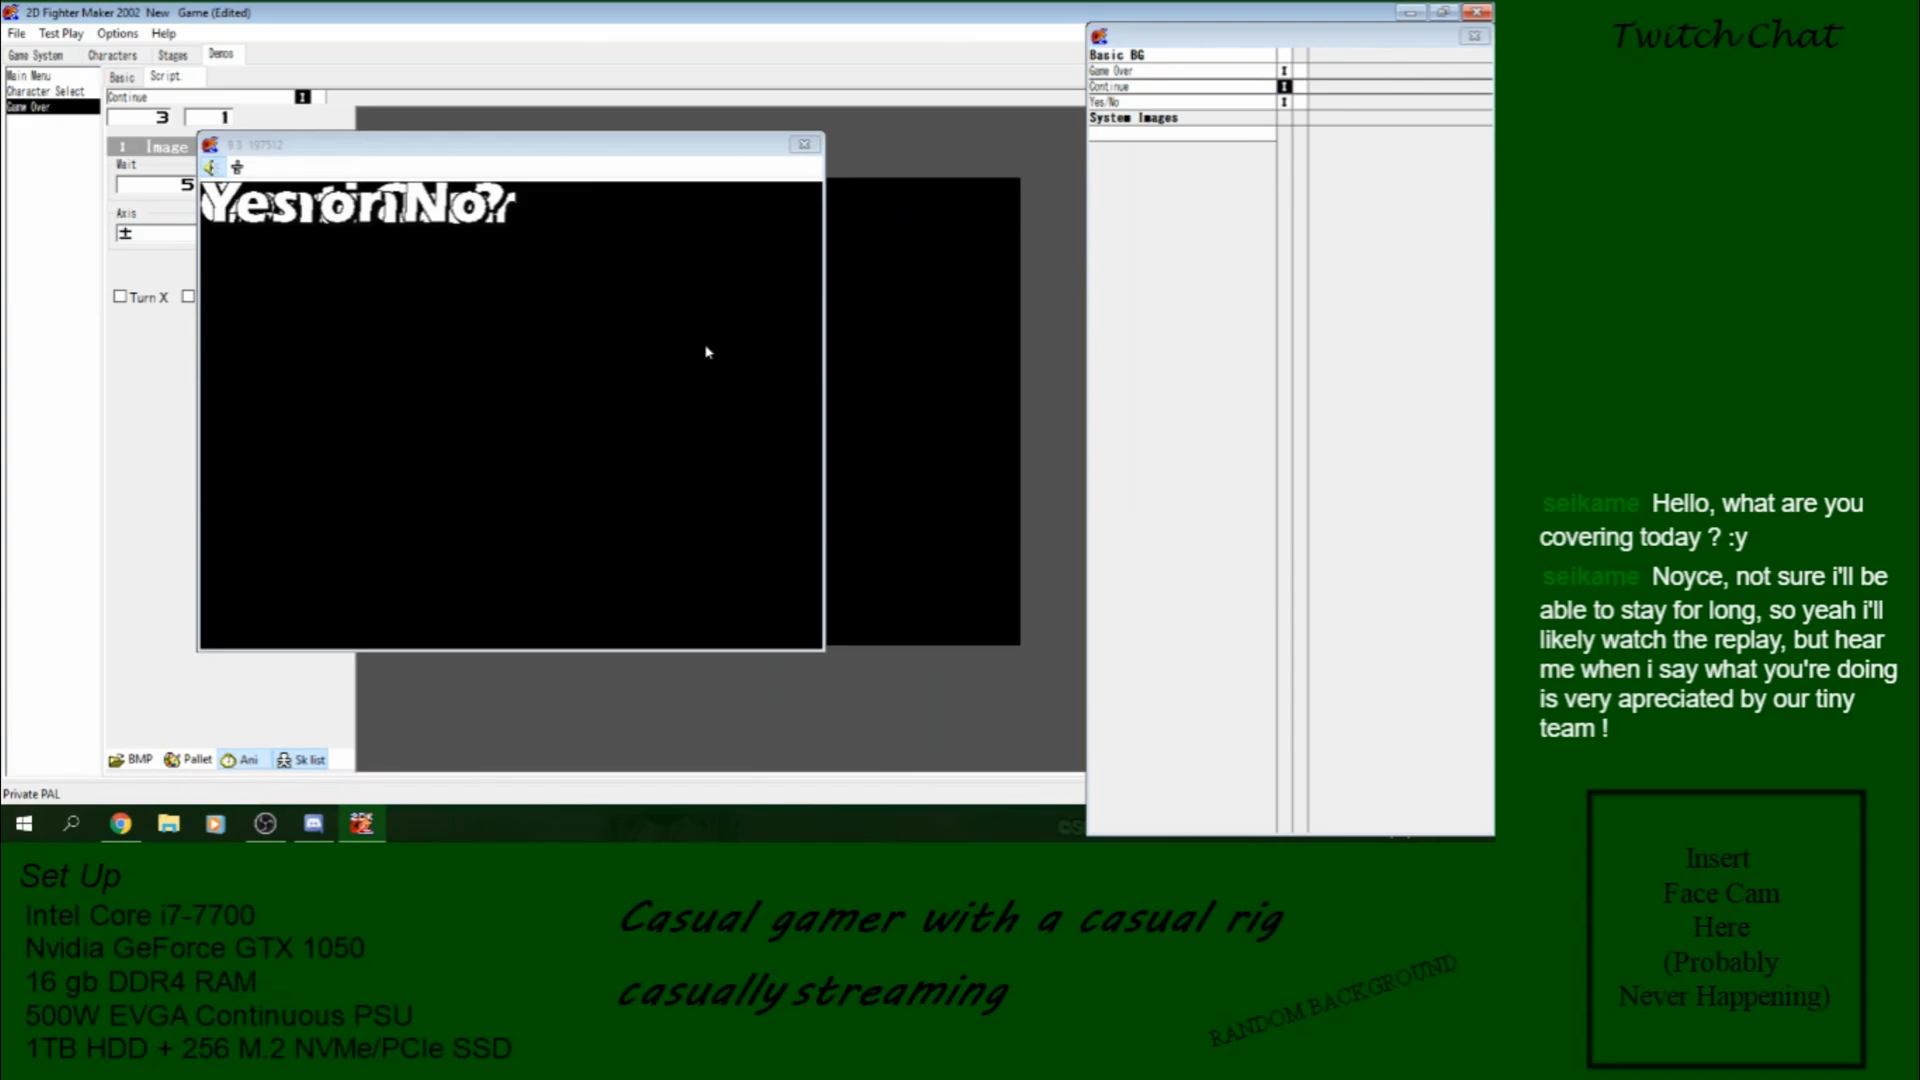 2D Fighter Maker 2002 New Game (Edited)
File Test Play Options Help
Game System Characters Stages Demos
Main Menu
Character Select
Game Over
Basic Script
Continue I
3 1
I Image
Wait
5
Axis
±
Turn X
9.3 197512
Yes or No?
BMP Pallet Ani Sk list
Private PAL
Basic BG
Game Over I
Continue I
Yes/No I
System Images
Twitch Chat
seikame Hello, what are you
covering today ? :y
seikame Noyce, not sure i'll be
able to stay for long, so yeah i'll
likely watch the replay, but hear
me when i say what you're doing
is very apreciated by our tiny
team !
Set Up
Intel Core i7-7700
Nvidia GeForce GTX 1050
16 gb DDR4 RAM
500W EVGA Continuous PSU
1TB HDD + 256 M.2 NVMe/PCIe SSD
Casual gamer with a casual rig
casually streaming
RANDOM BACKGROUND
Insert
Face Cam
Here
(Probably
Never Happening)